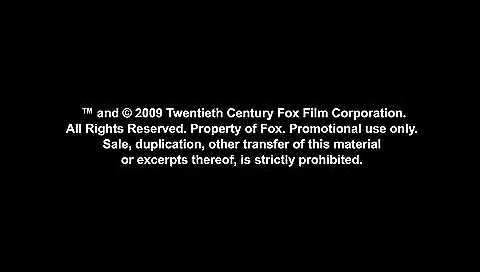 ™ and © 2009 Twentieth Century Fox Film Corporation.
All Rights Reserved. Property of Fox. Promotional use only.
Sale, duplication, other transfer of this material
or excerpts thereof, is strictly prohibited.